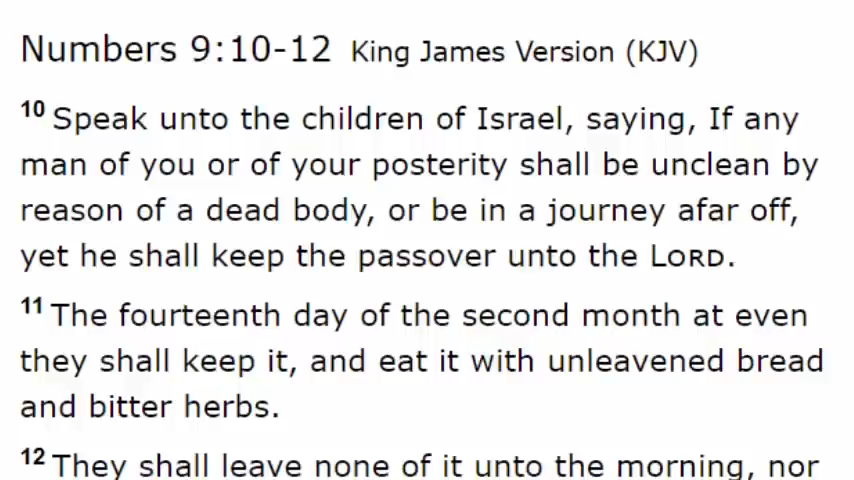 Numbers 9:10-12 King James Version (KJV)
10 Speak unto the children of Israel, saying, If any
man of you or of your posterity shall be unclean by
reason of a dead body, or be in a journey afar off,
yet he shall keep the passover unto the LORD.
11 The fourteenth day of the second month at even
they shall keep it, and eat it with unleavened bread
and bitter herbs.
12 They shall leave none of it unto the morning, nor